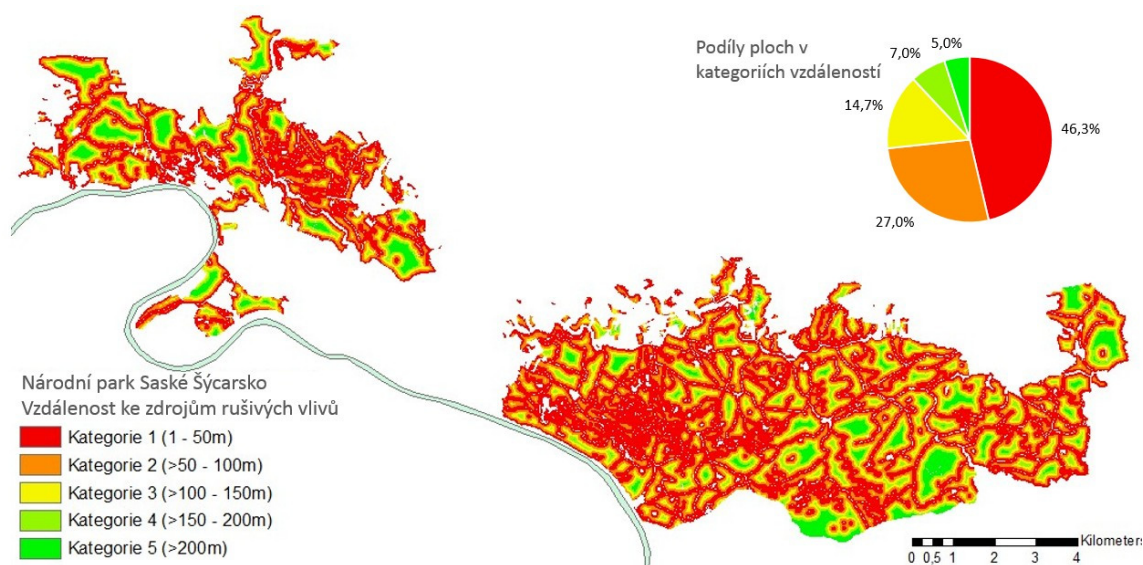 Podíly ploch v
kategoriích vzdáleností
5,0%
7,0%
14,7%
46,3%
27,0%
Národní park Saské Šýcarsko
Vzdálenost ke zdrojům rušivých vlivů
Kategorie 1 (1 - 50m)
Kategorie 2 (>50 - 100m)
Kategorie 3 (>100 - 150m)
Kategorie 4 (>150 - 200m)
Kategorie 5 (>200m)
Kilometers
0 0,5 1 2 3 4